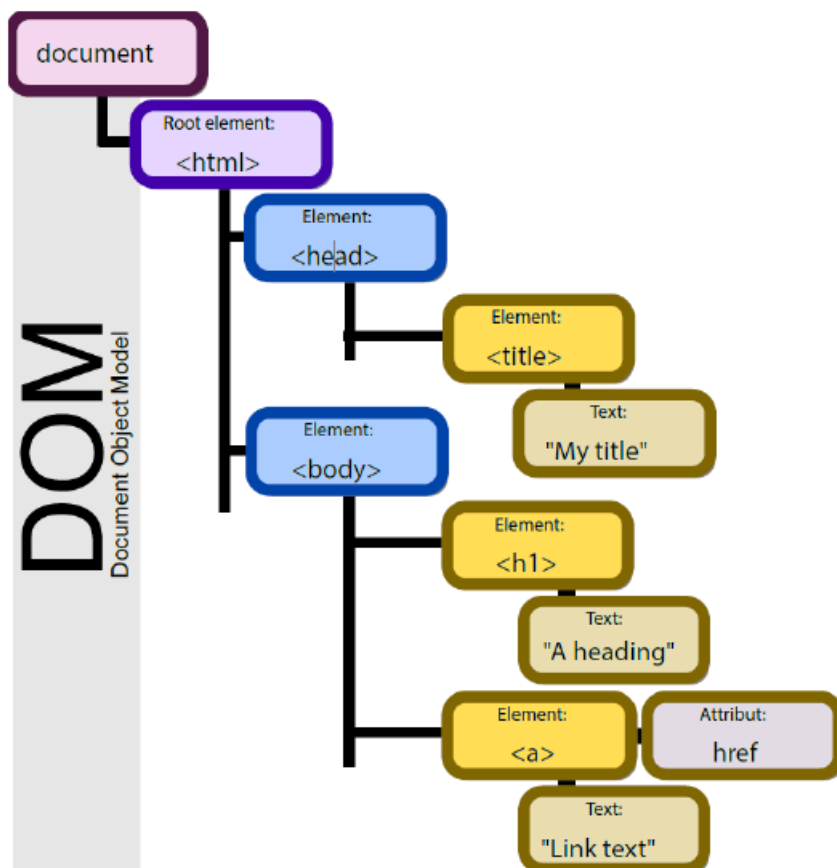 document
Root element:
<html>
Element:
<head>
Element:
<title>
Text:
"My title"
Element:
<body>
Element:
<h1>
Text:
"A heading"
Element:
<a>
Attribut:
href
Text:
"Link text"
DOM
Document Object Model